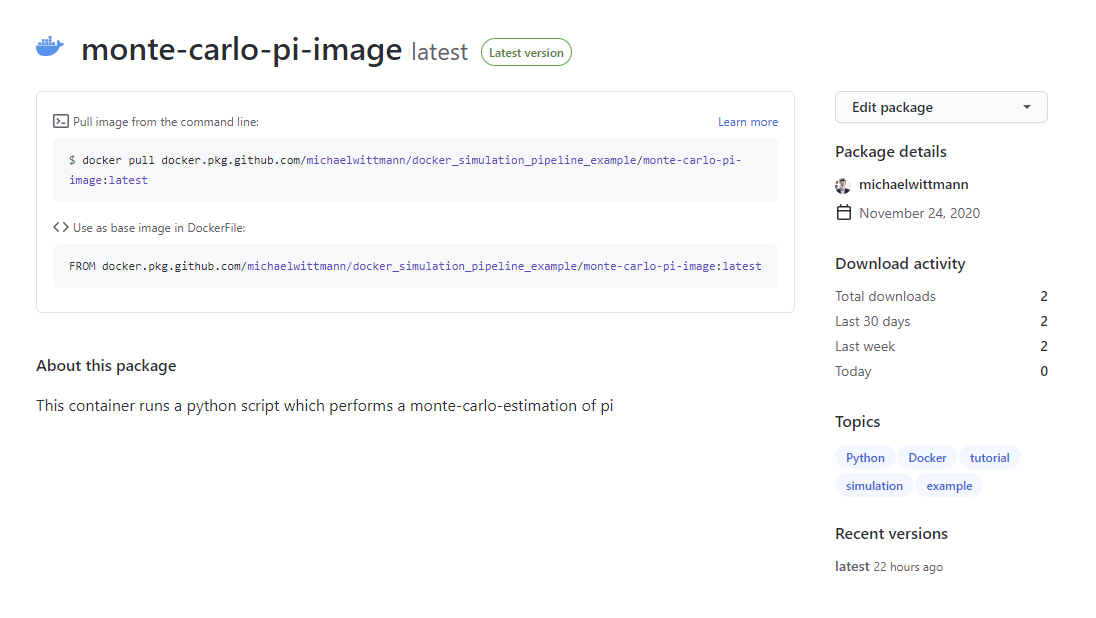 monte-carlo-pi-image latest Latest version
Pull image from the command line: Learn more
$ docker pull docker.pkg.github.com/michaelwittmann/docker_simulation_pipeline_example/monte-carlo-pi-
image:latest
Use as base image in DockerFile:
FROM docker.pkg.github.com/michaelwittmann/docker_simulation_pipeline_example/monte-carlo-pi-image:latest
About this package
This container runs a python script which performs a monte-carlo-estimation of pi
Edit package
Package details
michaelwittmann
November 24, 2020
Download activity
Total downloads 2
Last 30 days 2
Last week 2
Today 0
Topics
Python Docker tutorial
simulation example
Recent versions
latest 22 hours ago